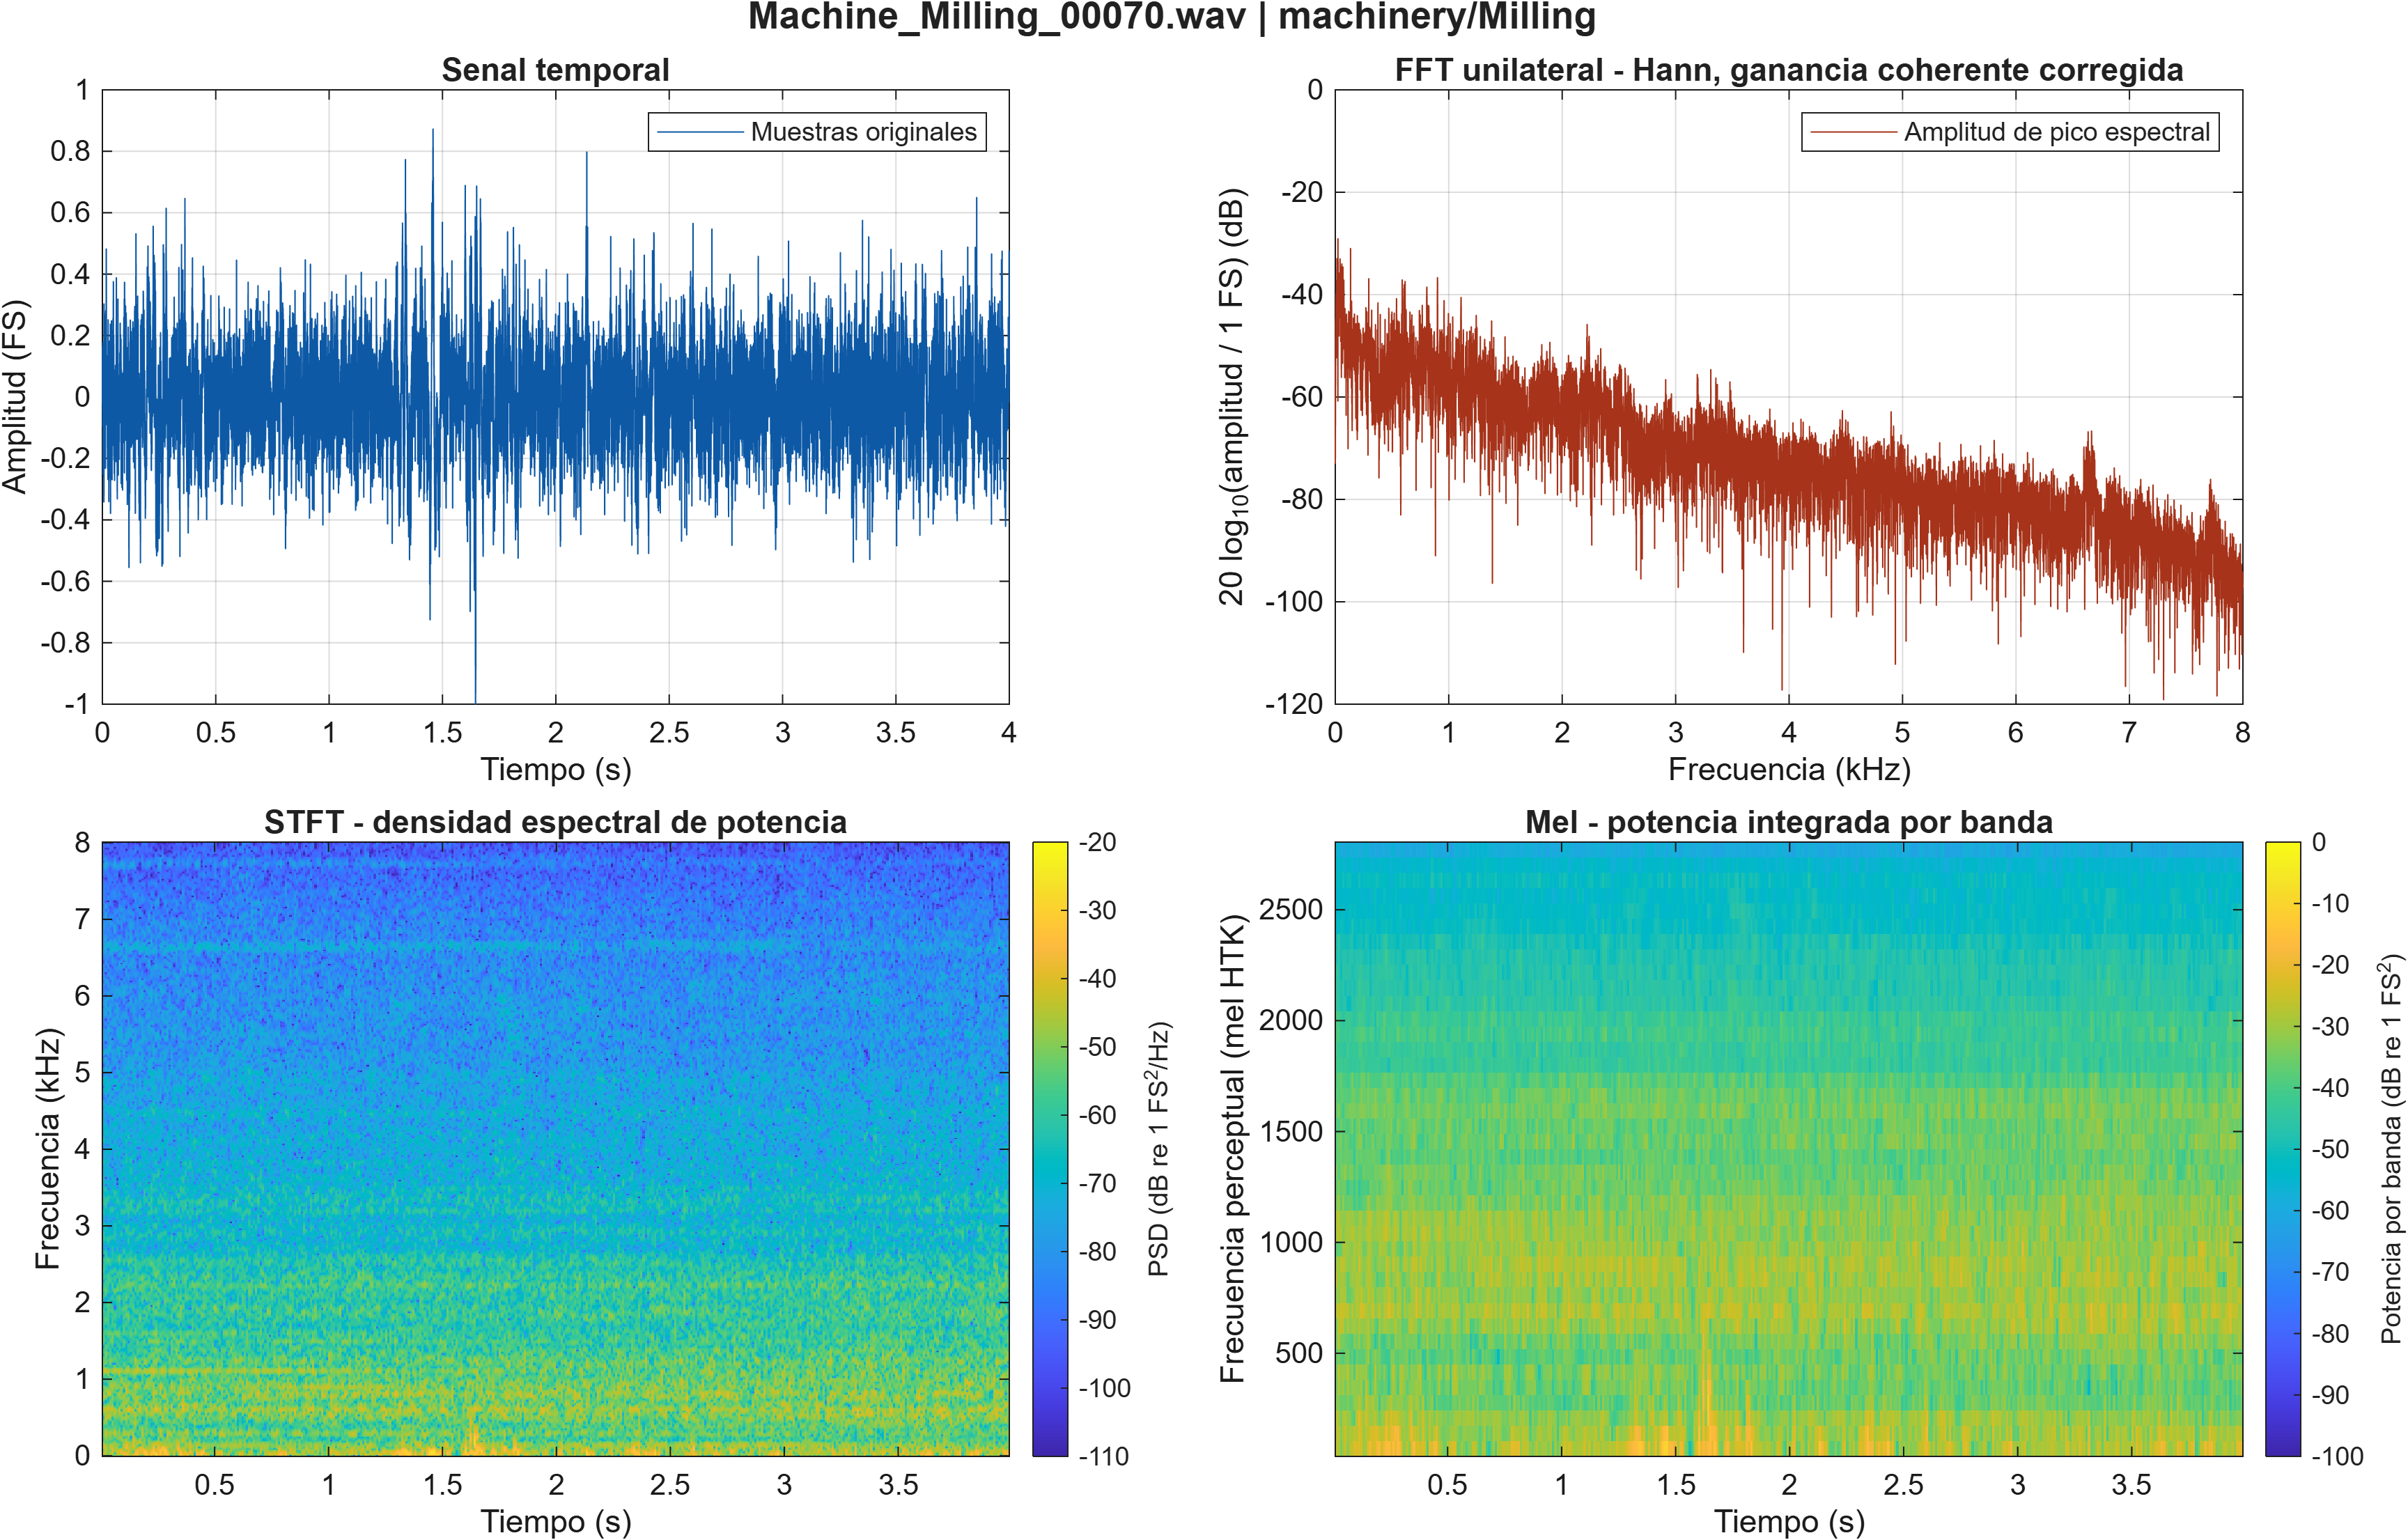 Machine_Milling_00070.wav | machinery/Milling
Senal temporal
1
0.8
0.6
0.4
0.2
0
-0.2
-0.4
-0.6
-0.8
-1
Amplitud (FS)
Muestras originales
0 0.5 1 1.5 2 2.5 3 3.5 4
Tiempo (s)
FFT unilateral - Hann, ganancia coherente corregida
0
-20
-40
-60
-80
-100
-120
20 log10(amplitud / 1 FS) (dB)
Amplitud de pico espectral
0 1 2 3 4 5 6 7 8
Frecuencia (kHz)
STFT - densidad espectral de potencia
8
7
6
5
4
3
2
1
0
Frecuencia (kHz)
0.5 1 1.5 2 2.5 3 3.5
Tiempo (s)
-20
-30
-40
-50
-60
-70
-80
-90
-100
-110
PSD (dB re 1 FS²/Hz)
Mel - potencia integrada por banda
2500
2000
1500
1000
500
Frecuencia perceptual (mel HTK)
0.5 1 1.5 2 2.5 3 3.5
Tiempo (s)
0
-10
-20
-30
-40
-50
-60
-70
-80
-90
-100
Potencia por banda (dB re 1 FS²)